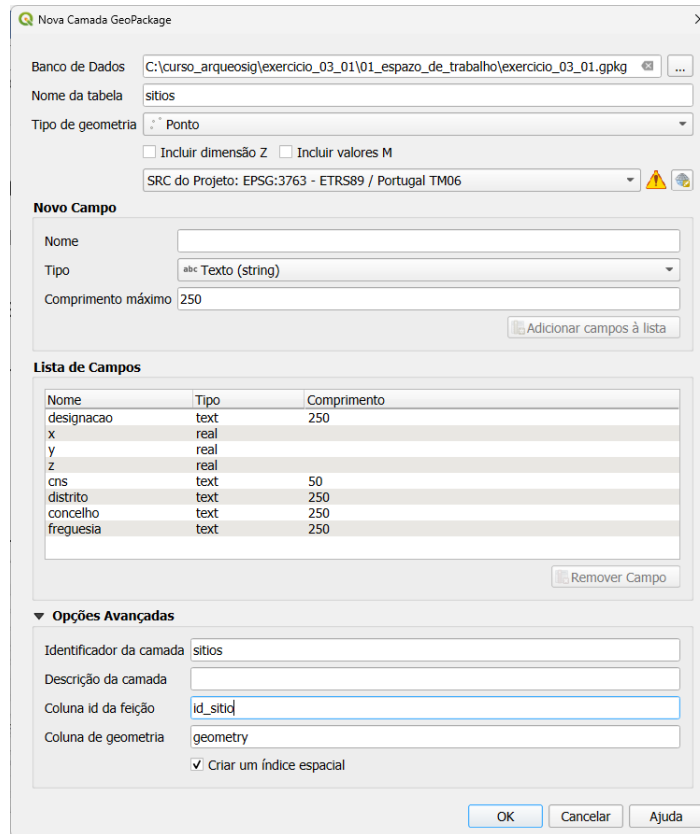 Nova Camada GeoPackage
Banco de Dados C:\curso_arqueosig\exercicio_03_01\01_espazo_de_trabalho\exercicio_03_01.gpkg ...
Nome da tabela sitios
Tipo de geometria Ponto
Incluir dimensão Z Incluir valores M
SRC do Projeto: EPSG:3763 - ETRS89 / Portugal TM06
Novo Campo
Nome
Tipo abc Texto (string)
Comprimento máximo 250
Adicionar campos à lista
Lista de Campos
Nome Tipo Comprimento
designacao text 250
x real
y real
z real
cns text 50
distrito text 250
concelho text 250
freguesia text 250
Remover Campo
Opções Avançadas
Identificador da camada sitios
Descrição da camada
Coluna id da feição id_sitio
Coluna de geometria geometry
Criar um índice espacial
OK Cancelar Ajuda